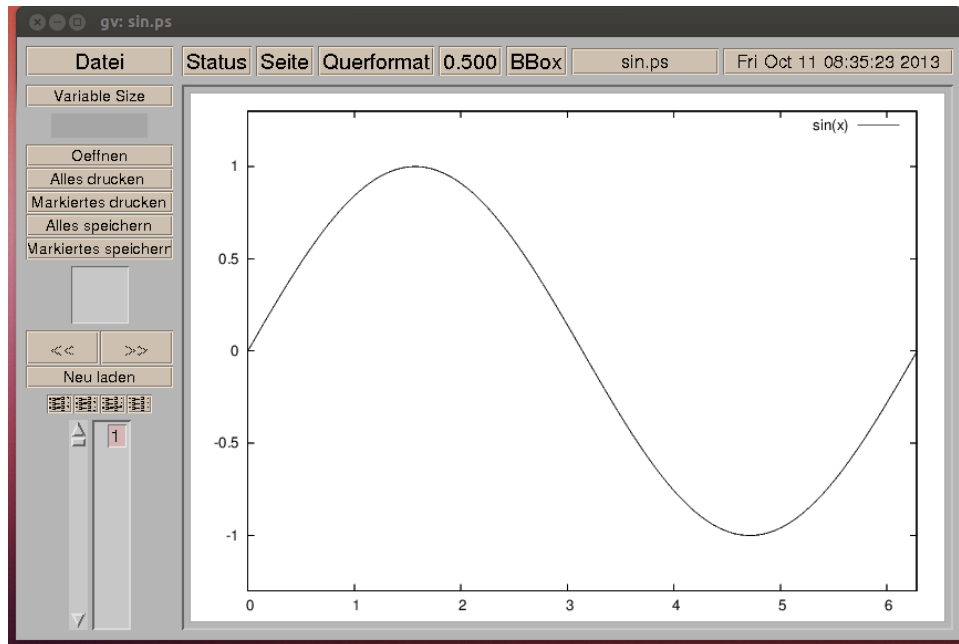 gv: sin.ps
Datei Status Seite Querformat 0.500 BBox sin.ps Fri Oct 11 08:35:23 2013
Variable Size
Oeffnen
Alles drucken
Markiertes drucken
Alles speichern
Markiertes speichern
<< >>
Neu laden
1
sin(x)
1
0.5
0
-0.5
-1
0 1 2 3 4 5 6